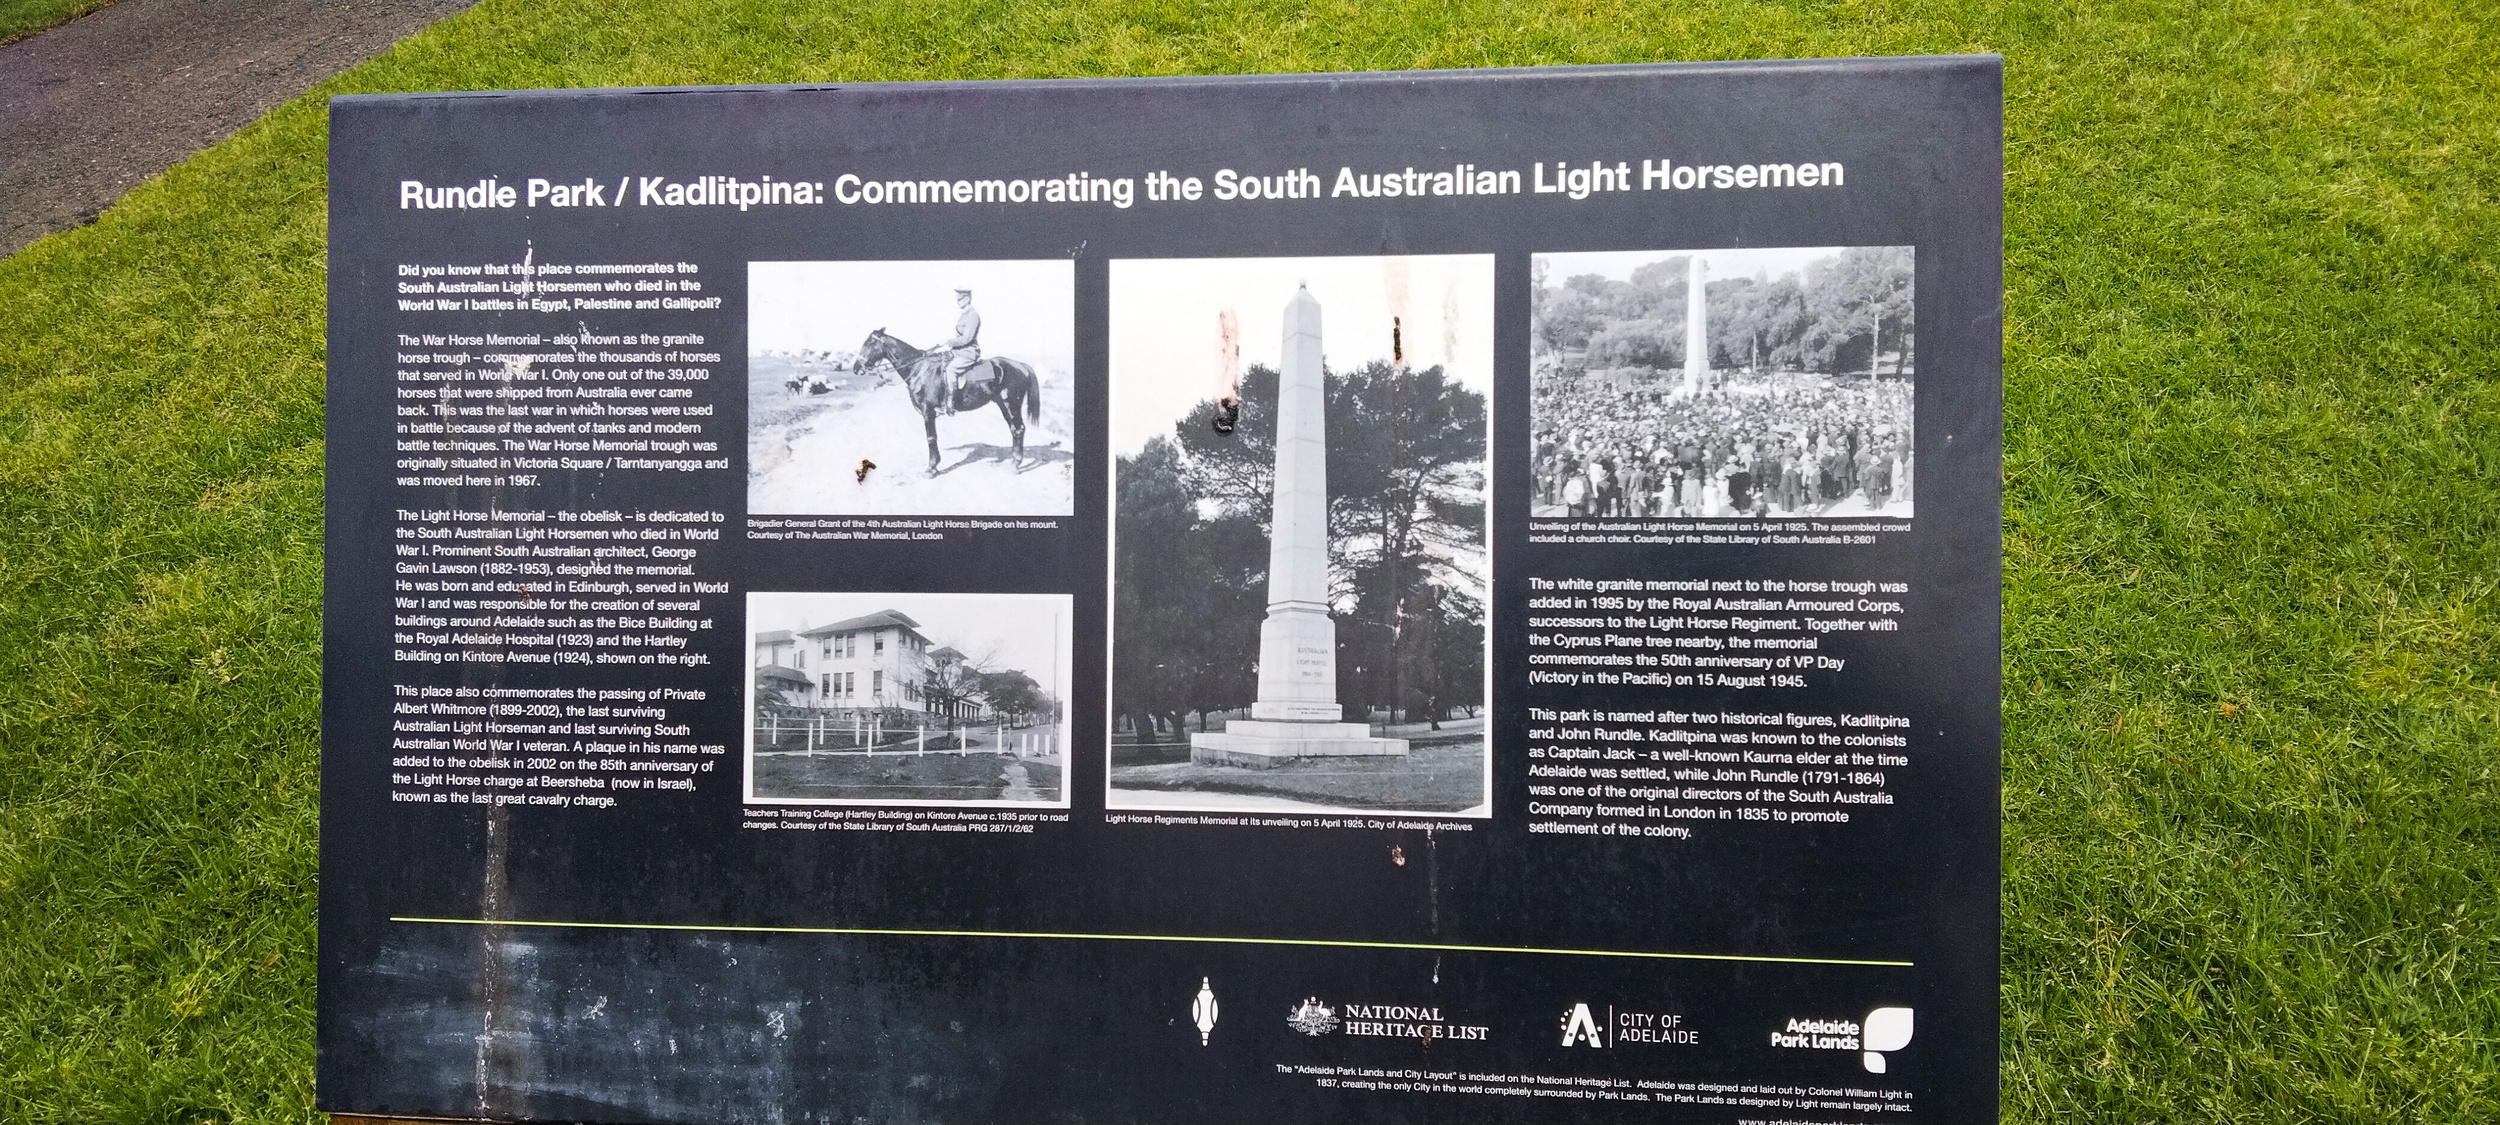 Rundle Park / Kadlitpina: Commemorating the South Australian Light Horsemen
Did you know that this place commemorates the
South Australian Light Horsemen who died in the
World War I battles in Egypt, Palestine and Gallipoli?
The War Horse Memorial – also known as the granite
horse trough – commemorates the thousands of horses
that served in World War I. Only one out of the 39,000
horses that were shipped from Australia ever came
back. This was the last war in which horses were used
in battle because of the advent of tanks and modern
battle techniques. The War Horse Memorial trough was
originally situated in Victoria Square / Tarntanyangga and
was moved here in 1967.
The Light Horse Memorial – the obelisk – is dedicated to
the South Australian Light Horsemen who died in World
War I. Prominent South Australian architect, George
Gavin Lawson (1882-1953), designed the memorial.
He was born and educated in Edinburgh, served in World
War I and was responsible for the creation of several
buildings around Adelaide such as the Bice Building at
the Royal Adelaide Hospital (1923) and the Hartley
Building on Kintore Avenue (1924), shown on the right.
This place also commemorates the passing of Private
Albert Whitmore (1899-2002), the last surviving
Australian Light Horseman and last surviving South
Australian World War I veteran. A plaque in his name was
added to the obelisk in 2002 on the 85th anniversary of
the Light Horse charge at Beersheba (now in Israel),
known as the last great cavalry charge.
Brigadier General Grant of the 4th Australian Light Horse Brigade on his mount.
Courtesy of The Australian War Memorial, London
Teachers Training College (Hartley Building) on Kintore Avenue c.1935 prior to road
changes. Courtesy of the State Library of South Australia PRG 287/1/2/62
AUSTRALIAN
LIGHT HORSE
Light Horse Regiments Memorial at its unveiling on 5 April 1925. City of Adelaide Archives
Unveiling of the Australian Light Horse Memorial on 5 April 1925. The assembled crowd
included a church choir. Courtesy of the State Library of South Australia B-2601
The white granite memorial next to the horse trough was
added in 1995 by the Royal Australian Armoured Corps,
successors to the Light Horse Regiment. Together with
the Cyprus Plane tree nearby, the memorial
commemorates the 50th anniversary of VP Day
(Victory in the Pacific) on 15 August 1945.
This park is named after two historical figures, Kadlitpina
and John Rundle. Kadlitpina was known to the colonists
as Captain Jack – a well-known Kaurna elder at the time
Adelaide was settled, while John Rundle (1791-1864)
was one of the original directors of the South Australia
Company formed in London in 1835 to promote
settlement of the colony.
NATIONAL
HERITAGE LIST
CITY OF
ADELAIDE
Adelaide
Park Lands
The "Adelaide Park Lands and City Layout" is included on the National Heritage List. Adelaide was designed and laid out by Colonel William Light in
1837, creating the only City in the world completely surrounded by Park Lands. The Park Lands as designed by Light remain largely intact.